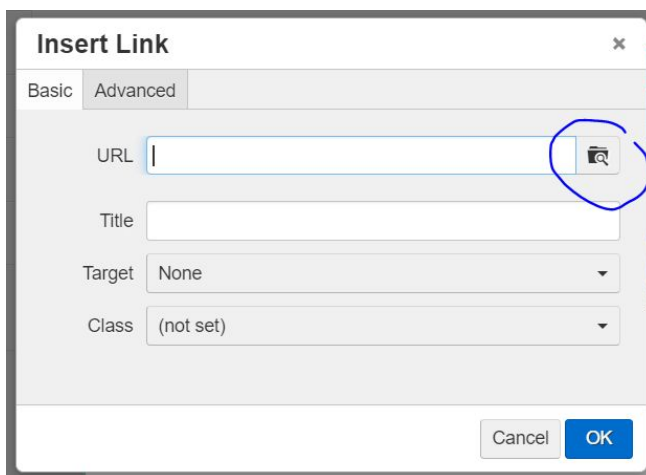 Insert Link ×
Basic Advanced
URL
Title
Target None
Class (not set)
Cancel OK